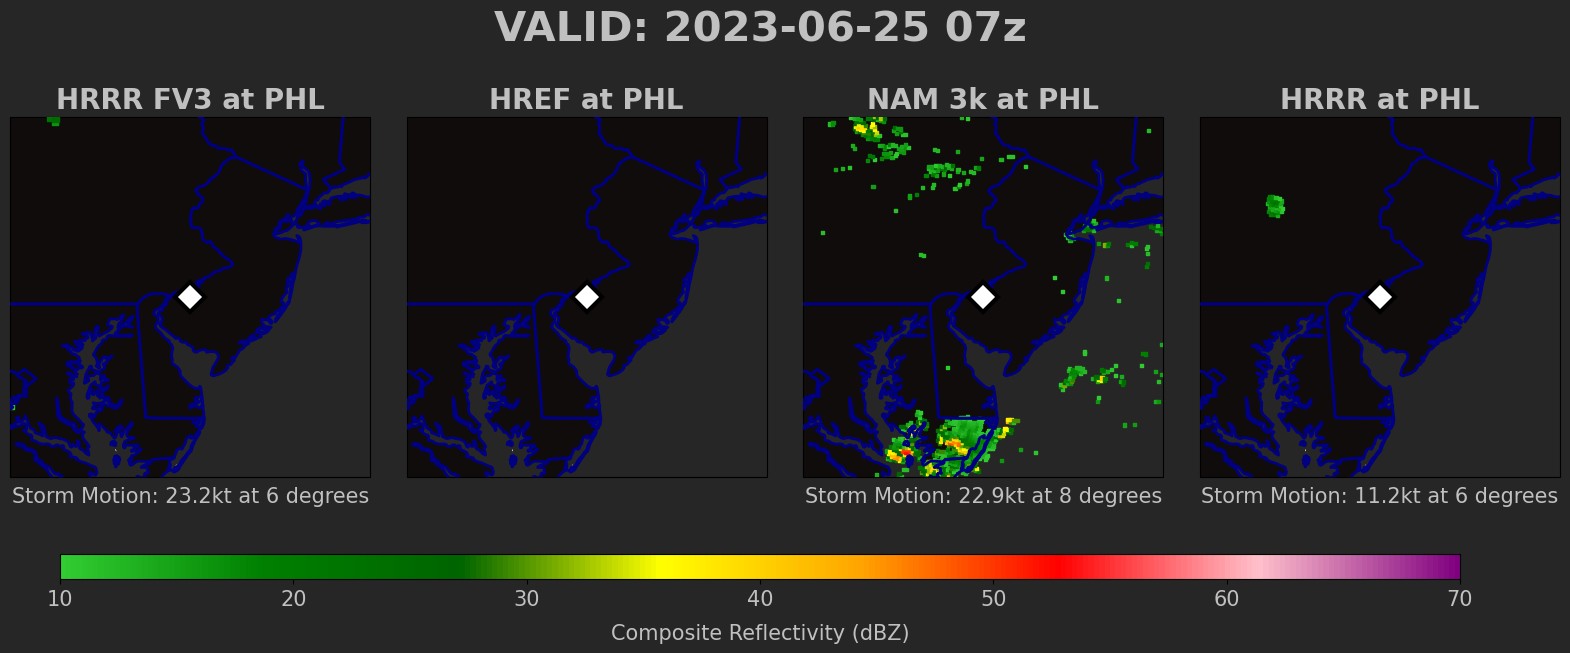 VALID: 2023-06-25 07z
HRRR FV3 at PHL
HREF at PHL
NAM 3k at PHL
HRRR at PHL
Storm Motion: 23.2kt at 6 degrees
Storm Motion: 22.9kt at 8 degrees
Storm Motion: 11.2kt at 6 degrees
10 20 30 40 50 60 70
Composite Reflectivity (dBZ)